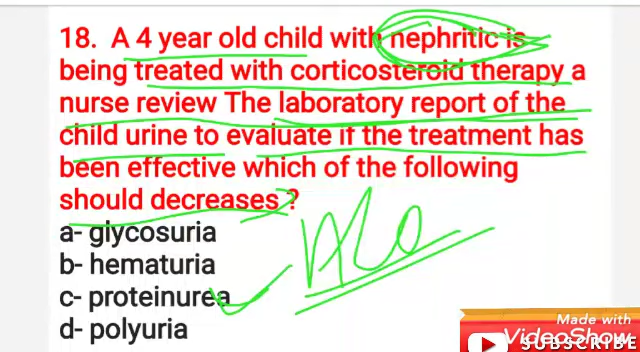 18. A 4 year old child with nephritic is
being treated with corticosteroid therapy a
nurse review The laboratory report of the
child urine to evaluate if the treatment has
been effective which of the following
should decreases ?
a- glycosuria
b- hematuria
c- proteinurea
d- polyuria
Made with
VideoShow
SUBSCRIBE